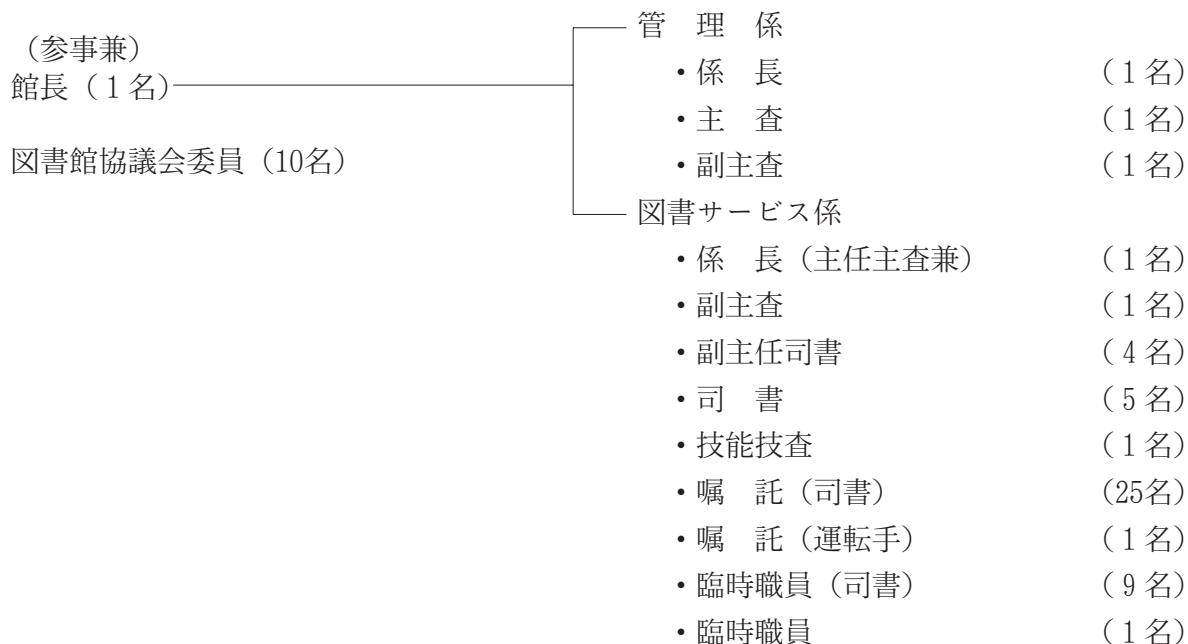 （参事兼）
館長（１名）
図書館協議会委員（10名）
管　理　係
・係　長　（１名）
・主　査　（１名）
・副主査　（１名）
図書サービス係
・係　長（主任主査兼）　（１名）
・副主査　（１名）
・副主任司書　（４名）
・司　書　（５名）
・技能技査　（１名）
・嘱　託（司書）　（25名）
・嘱　託（運転手）　（１名）
・臨時職員（司書）　（９名）
・臨時職員　（１名）